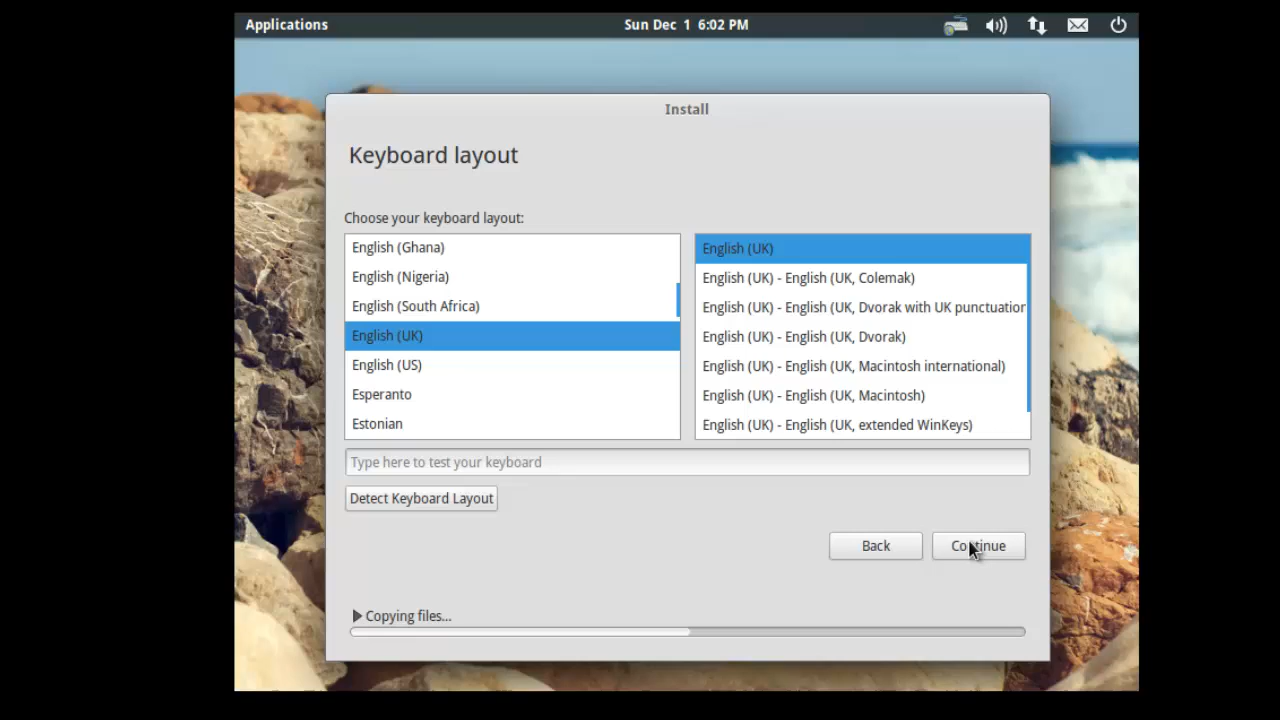 Applications
Sun Dec 1 6:02 PM
Install
Keyboard layout
Choose your keyboard layout:
English (Ghana)
English (Nigeria)
English (South Africa)
English (UK)
English (US)
Esperanto
Estonian
English (UK)
English (UK) - English (UK, Colemak)
English (UK) - English (UK, Dvorak with UK punctuation
English (UK) - English (UK, Dvorak)
English (UK) - English (UK, Macintosh international)
English (UK) - English (UK, Macintosh)
English (UK) - English (UK, extended WinKeys)
Type here to test your keyboard
Detect Keyboard Layout
Back
Continue
Copying files...